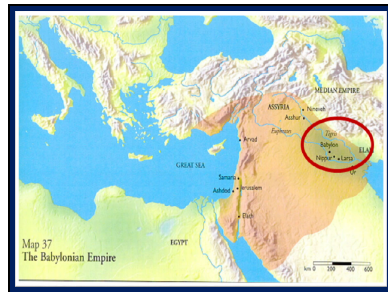 MEDIAN EMPIRE
ASSYRIA
Nineveh
Asshur
Euphrates
Tigris
Babylon
ELAM
Nippur
Larsa
Ur
Arvad
GREAT SEA
Samaria
Ashdod
Jerusalem
Elath
EGYPT
Map 37
The Babylonian Empire
km 0 200 400 600